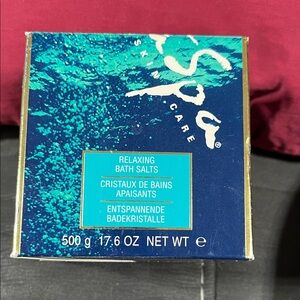 Spa®
SKIN CARE
RELAXING
BATH SALTS
CRISTAUX DE BAINS
APAISANTS
ENTSPANNENDE
BADEKRISTALLE
500 g 17.6 OZ NET WT ℮